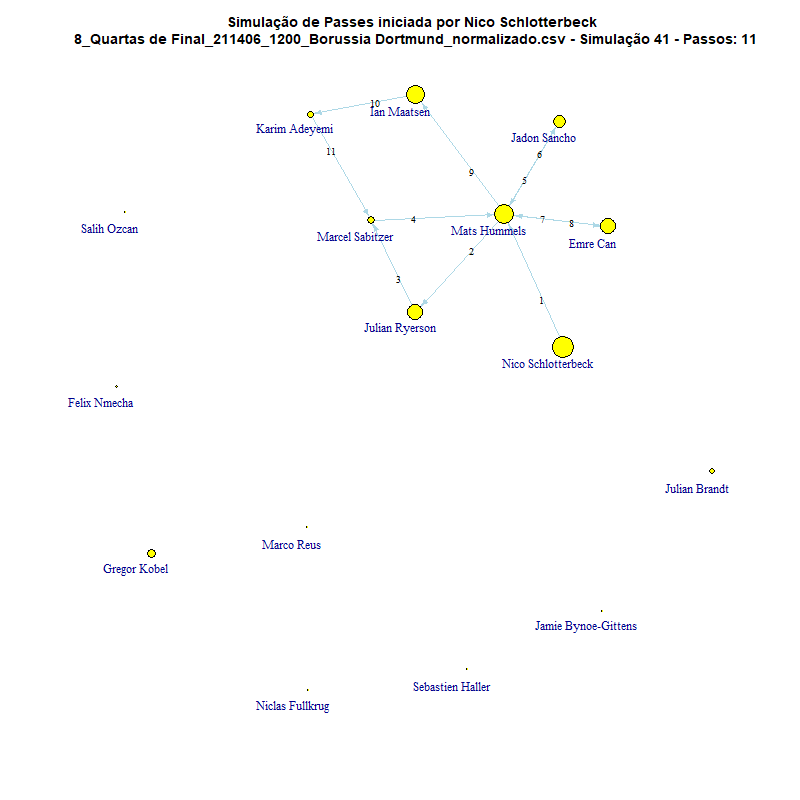 Simulação de Passes iniciada por Nico Schlotterbeck
8_Quartas de Final_211406_1200_Borussia Dortmund_normalizado.csv - Simulação 41 - Passos: 11
10
Ian Maatsen
Karim Adeyemi
Jadon Sancho
11
6
9
5
Salih Ozcan
4
7
8
Marcel Sabitzer
Mats Hummels
Emre Can
2
3
1
Julian Ryerson
Nico Schlotterbeck
Felix Nmecha
Julian Brandt
Marco Reus
Gregor Kobel
Jamie Bynoe-Gittens
Sebastien Haller
Niclas Fullkrug